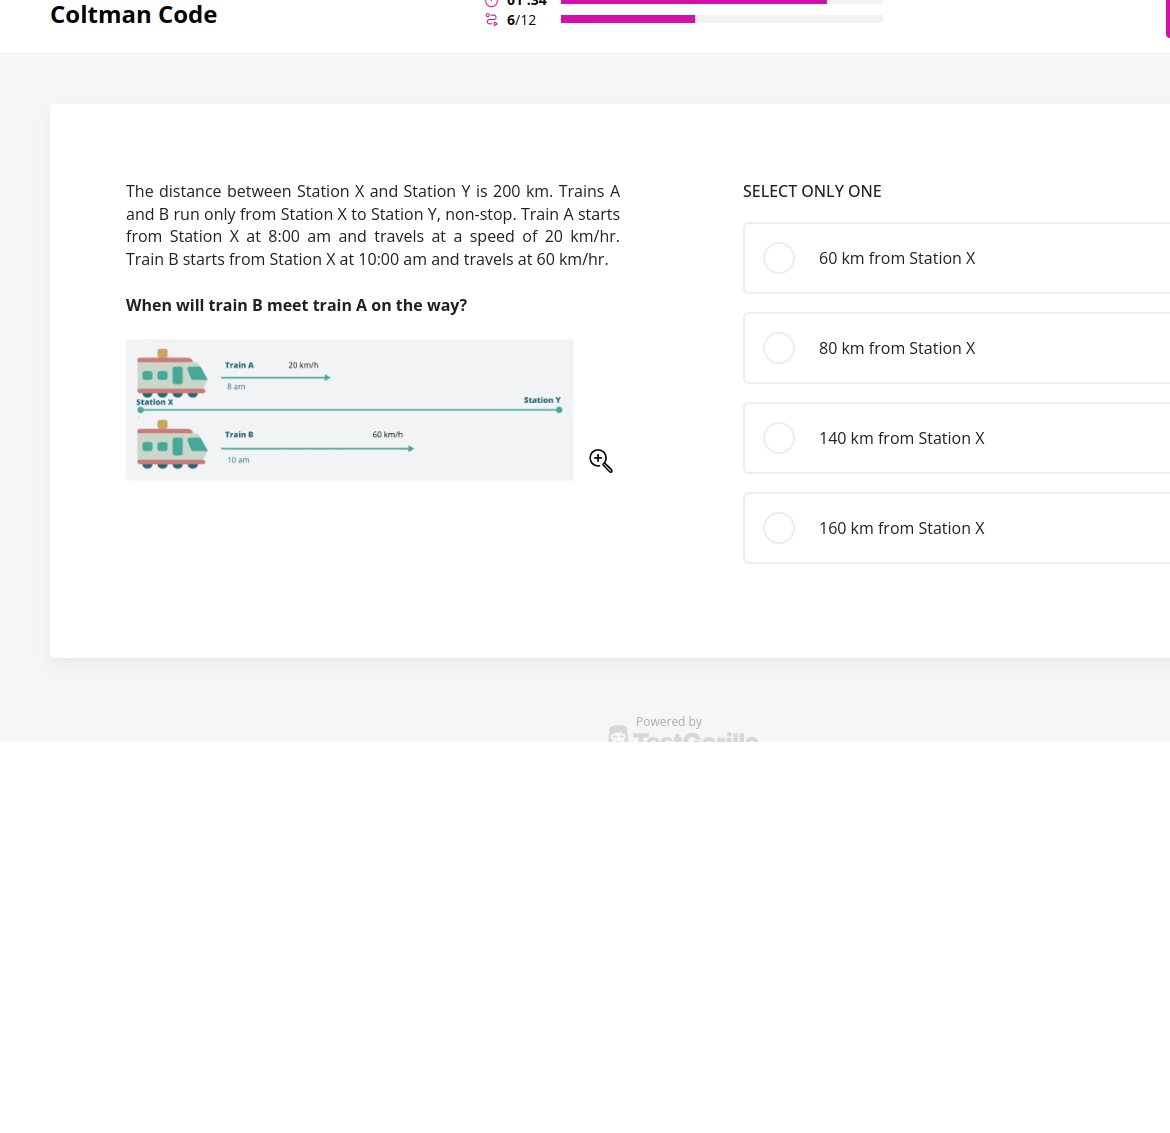 Coltman Code
01 :34
6/12
The distance between Station X and Station Y is 200 km. Trains A
and B run only from Station X to Station Y, non-stop. Train A starts
from Station X at 8:00 am and travels at a speed of 20 km/hr.
Train B starts from Station X at 10:00 am and travels at 60 km/hr.
When will train B meet train A on the way?
Train A 20 km/h
8 am
Station X Station Y
Train B 60 km/h
10 am
SELECT ONLY ONE
60 km from Station X
80 km from Station X
140 km from Station X
160 km from Station X
Powered by
TestGorilla